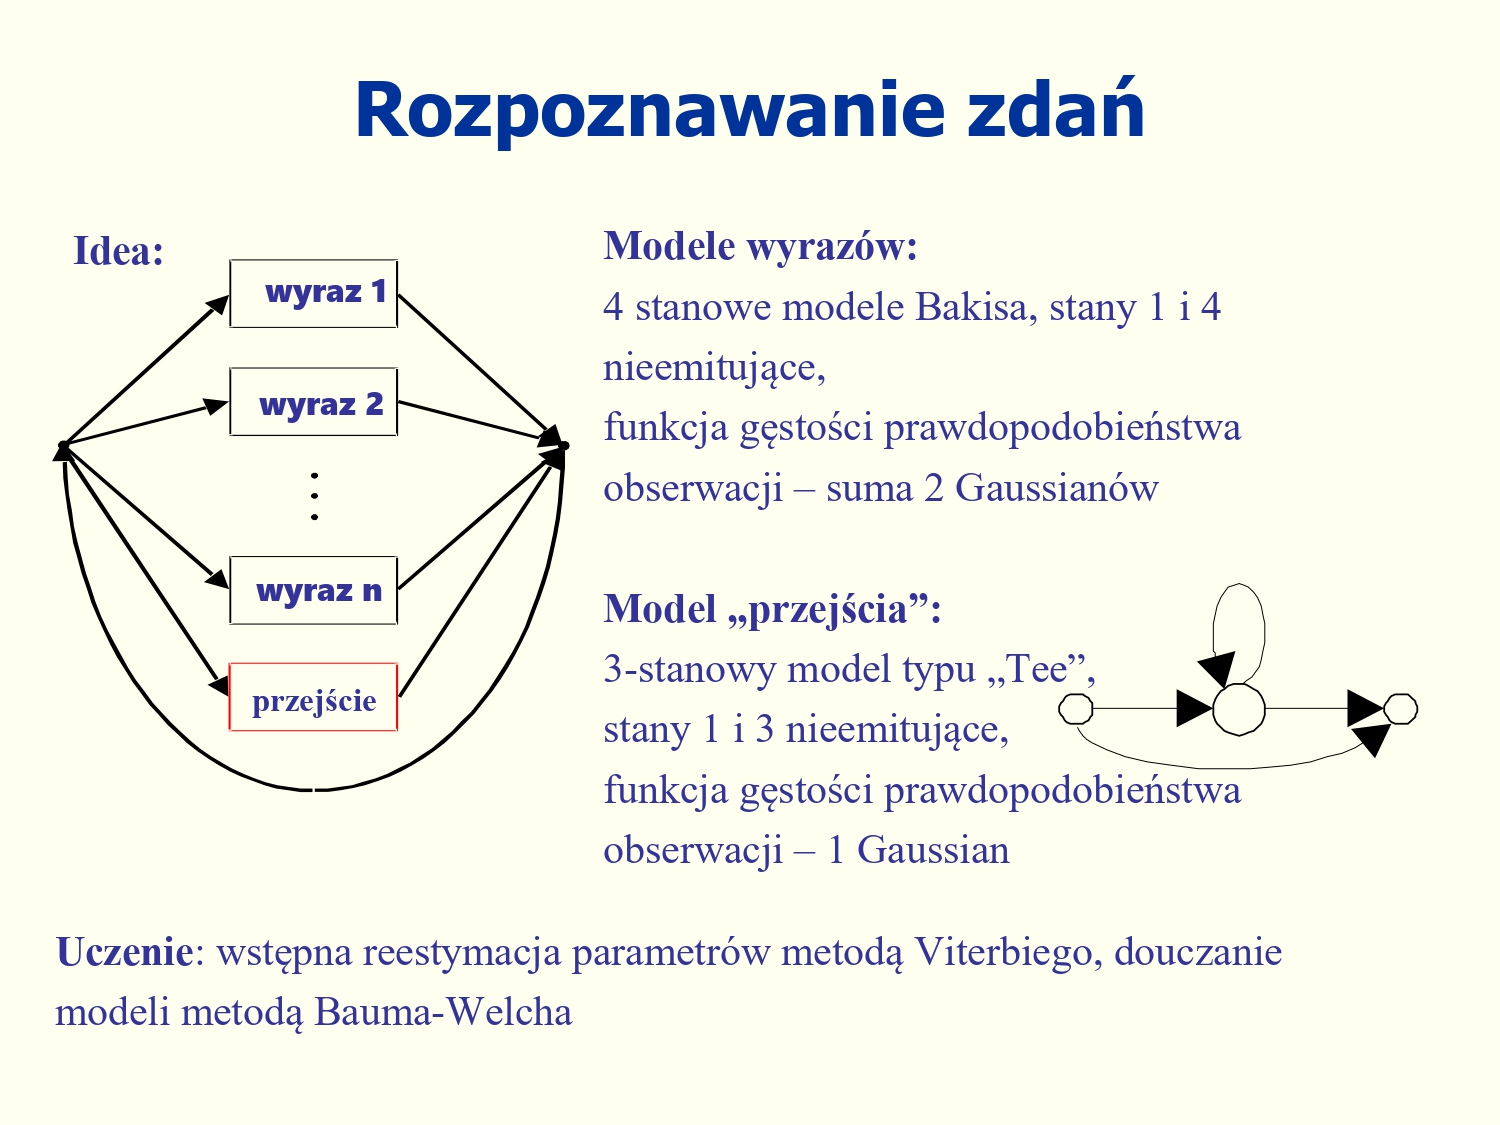 Rozpoznawanie zdań
Idea:
wyraz 1
wyraz 2
wyraz n
przejście
Modele wyrazów:
4 stanowe modele Bakisa, stany 1 i 4
nieemitujące,
funkcja gęstości prawdopodobieństwa
obserwacji – suma 2 Gaussianów
Model „przejścia”:
3-stanowy model typu „Tee”,
stany 1 i 3 nieemitujące,
funkcja gęstości prawdopodobieństwa
obserwacji – 1 Gaussian
Uczenie: wstępna reestymacja parametrów metodą Viterbiego, douczanie
modeli metodą Bauma-Welcha